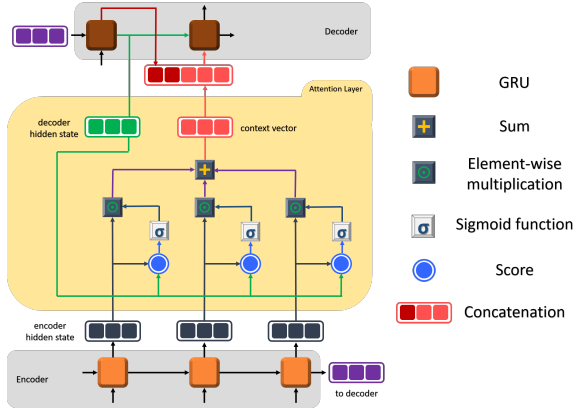 Decoder
Attention Layer
decoder
hidden state
context vector
σ
σ
σ
encoder
hidden state
Encoder
to decoder
GRU
Sum
Element-wise
multiplication
σ
Sigmoid function
Score
Concatenation